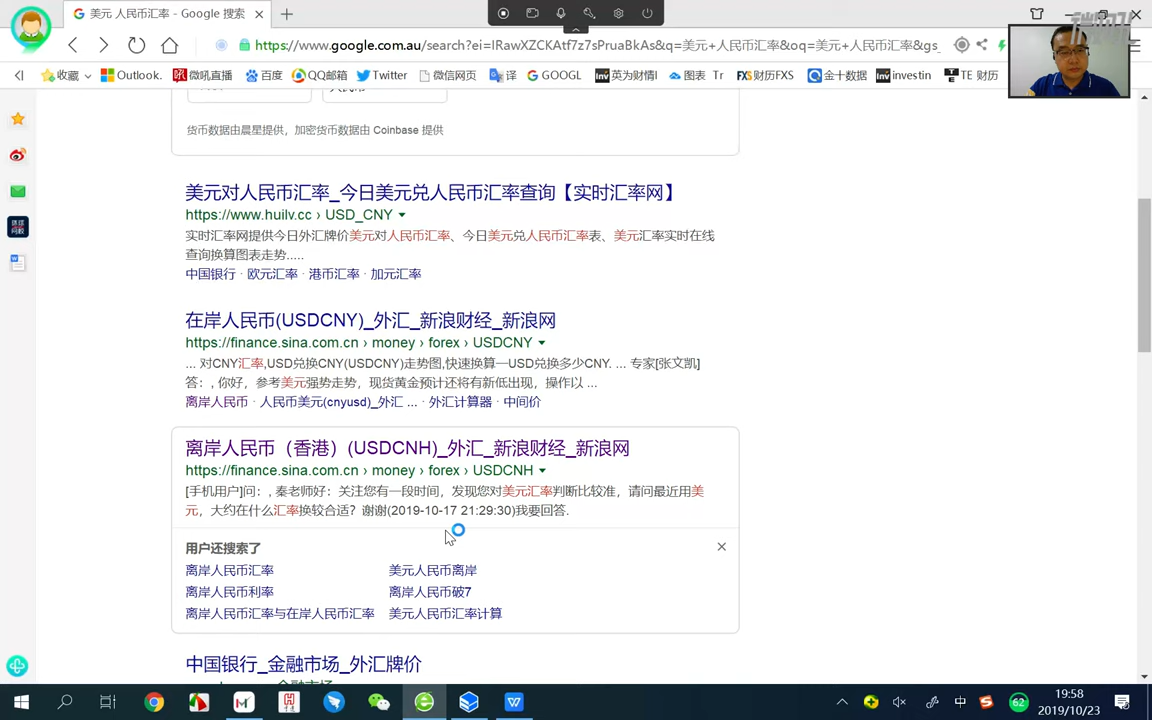 美元 人民币汇率 - Google 搜索
https://www.google.com.au/search?ei=IRawXZCKAtf7z7sPruaBkAs&q=美元+人民币汇率&oq=美元+人民币汇率&gs_
收藏 Outlook. 微吼直播 百度 QQ邮箱 Twitter 微信网页 译 GOOGL 英为财情l 图表 Tr 财历FXS 金十数据 investin TE 财历
货币数据由晨星提供，加密货币数据由 Coinbase 提供
美元对人民币汇率_今日美元兑人民币汇率查询【实时汇率网】
https://www.huilv.cc › USD_CNY
实时汇率网提供今日外汇牌价美元对人民币汇率、今日美元兑人民币汇率表、美元汇率实时在线
查询换算图表走势.....
中国银行 · 欧元汇率 · 港币汇率 · 加元汇率
在岸人民币(USDCNY)_外汇_新浪财经_新浪网
https://finance.sina.com.cn › money › forex › USDCNY
... 对CNY汇率,USD兑换CNY(USDCNY)走势图,快速换算一USD兑换多少CNY. ... 专家[张文凯]
答：, 你好，参考美元强势走势，现货黄金预计还将有新低出现，操作以 ...
离岸人民币 · 人民币美元(cnyusd)_外汇 ... · 外汇计算器 · 中间价
离岸人民币（香港）(USDCNH)_外汇_新浪财经_新浪网
https://finance.sina.com.cn › money › forex › USDCNH
[手机用户]问：, 秦老师好：关注您有一段时间，发现您对美元汇率判断比较准，请问最近用美
元，大约在什么汇率换较合适？谢谢(2019-10-17 21:29:30)我要回答.
用户还搜索了
离岸人民币汇率 美元人民币离岸
离岸人民币利率 离岸人民币破7
离岸人民币汇率与在岸人民币汇率 美元人民币汇率计算
中国银行_金融市场_外汇牌价
中
62
19:58
2019/10/23